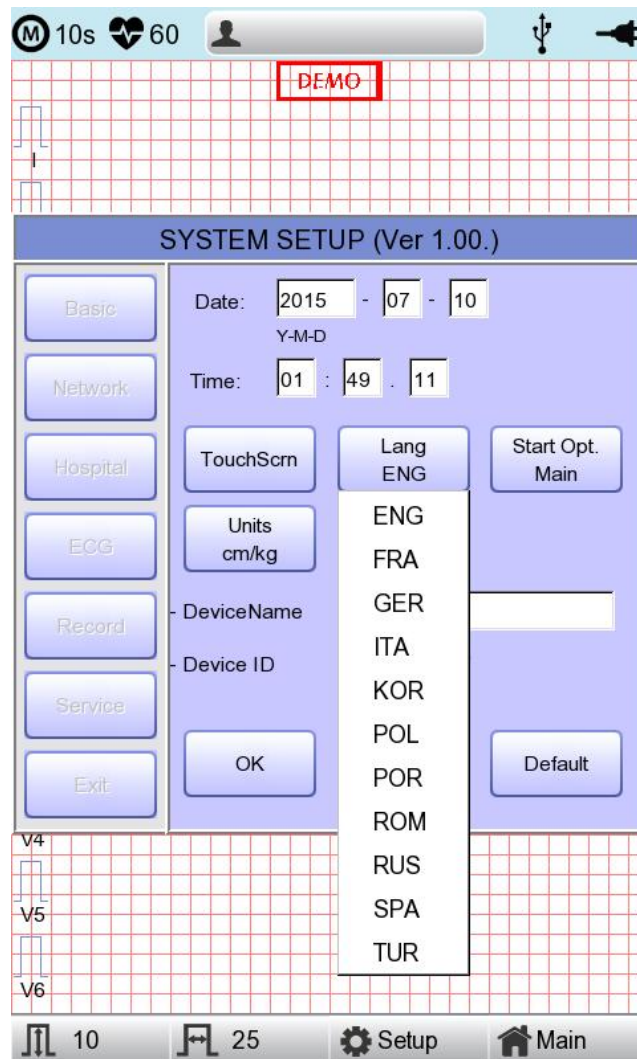 M 10s 60
DEMO
I
SYSTEM SETUP (Ver 1.00.)
Basic
Network
Hospital
ECG
Record
Service
Exit
Date: 2015 - 07 - 10
Y-M-D
Time: 01 : 49 . 11
TouchScrn
Lang
ENG
Start Opt.
Main
Units
cm/kg
ENG
FRA
GER
ITA
KOR
POL
POR
ROM
RUS
SPA
TUR
- DeviceName
- Device ID
OK
Default
V4
V5
V6
10 25 Setup Main